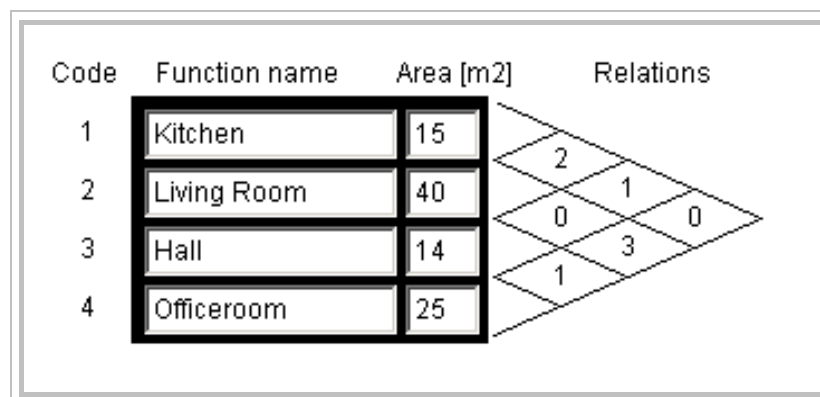 Code Function name Area [m2] Relations
1 Kitchen 15
2
1
2 Living Room 40
0
0
3 Hall 14
3
1
4 Officeroom 25